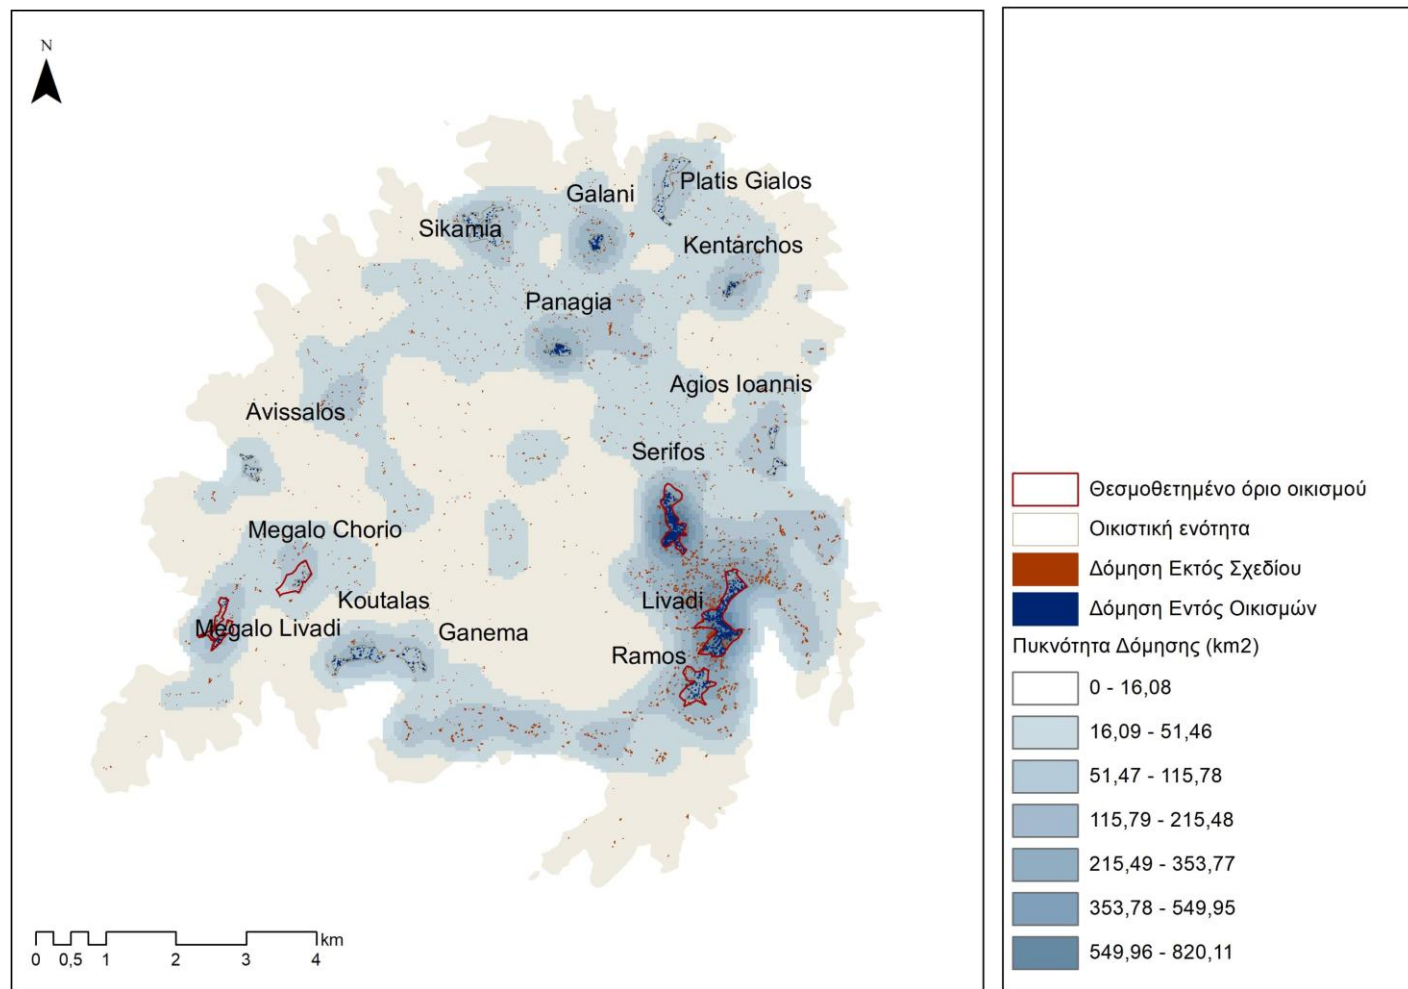 N
Platis Gialos
Galani
Sikamia
Kentarchos
Panagia
Agios Ioannis
Avissalos
Serifos
Megalo Chorio
Koutalas
Livadi
Megalo Livadi
Ganema
Ramos
km
0 0,5 1 2 3 4
Θεσμοθετημένο όριο οικισμού
Οικιστική ενότητα
Δόμηση Εκτός Σχεδίου
Δόμηση Εντός Οικισμών
Πυκνότητα Δόμησης (km2)
0 - 16,08
16,09 - 51,46
51,47 - 115,78
115,79 - 215,48
215,49 - 353,77
353,78 - 549,95
549,96 - 820,11